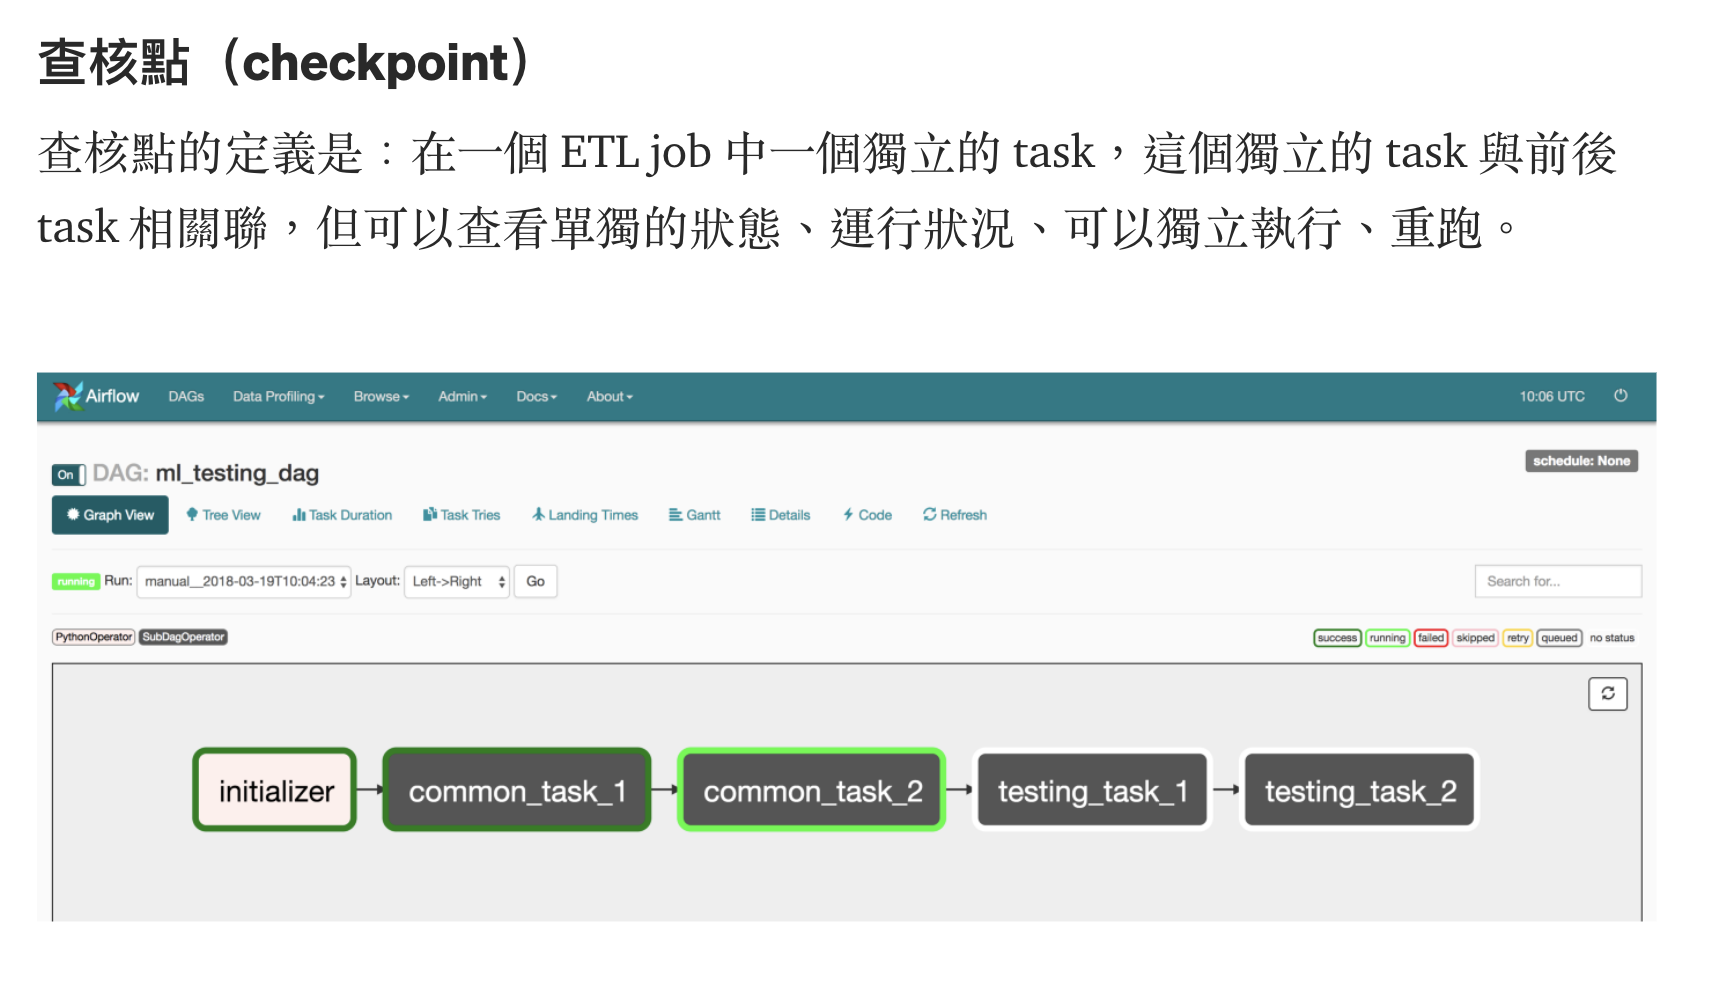 查核點（checkpoint）
查核點的定義是：在一個 ETL job 中一個獨立的 task，這個獨立的 task 與前後
task 相關聯，但可以查看單獨的狀態、運行狀況、可以獨立執行、重跑。
Airflow DAGs Data Profiling Browse Admin Docs About 10:06 UTC
On DAG: ml_testing_dag schedule: None
Graph View Tree View Task Duration Task Tries Landing Times Gantt Details Code Refresh
running Run: manual__2018-03-19T10:04:23 Layout: Left->Right Go Search for...
PythonOperator SubDagOperator success running failed skipped retry queued no status
initializer common_task_1 common_task_2 testing_task_1 testing_task_2